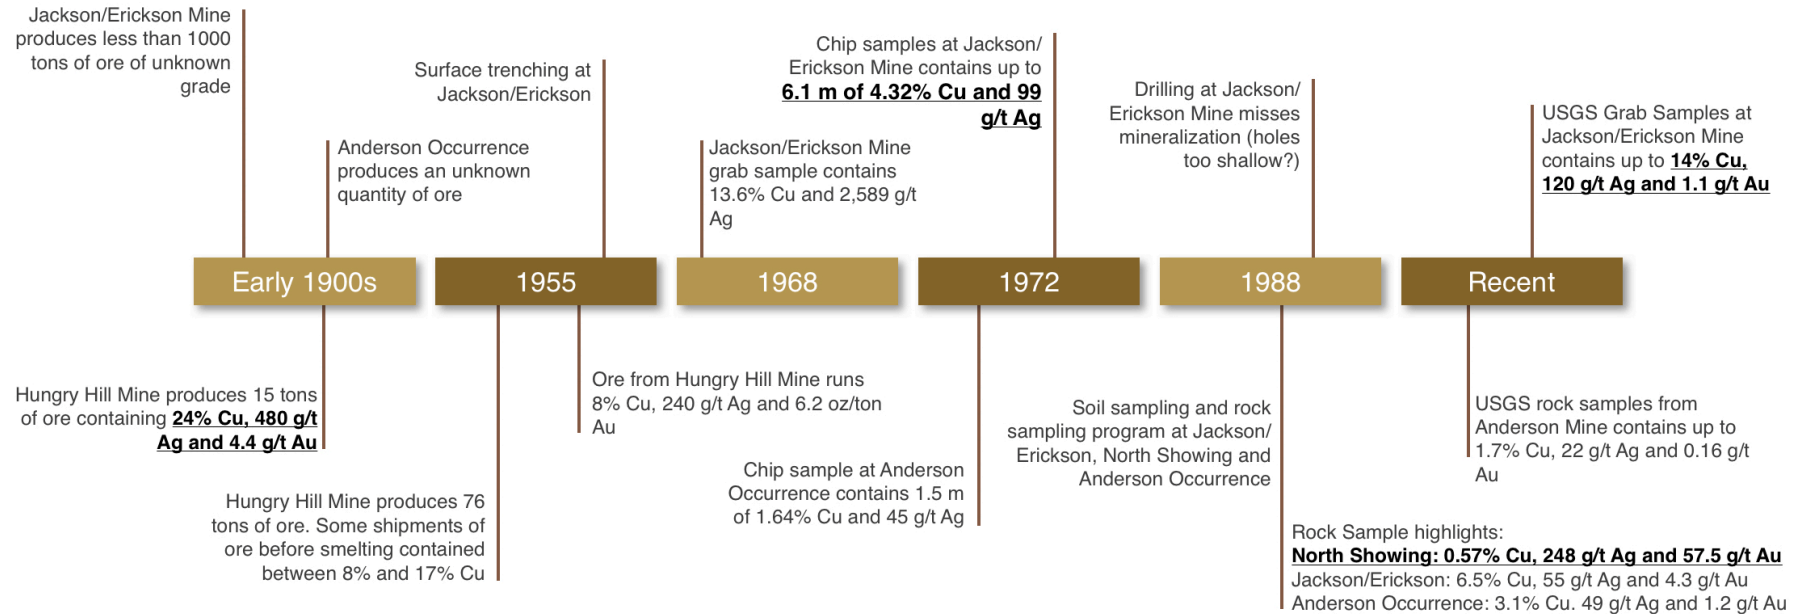 Jackson/Erickson Mine
produces less than 1000
tons of ore of unknown
grade
Anderson Occurrence
produces an unknown
quantity of ore
Surface trenching at
Jackson/Erickson
Jackson/Erickson Mine
grab sample contains
13.6% Cu and 2,589 g/t
Ag
Chip samples at Jackson/
Erickson Mine contains up to
6.1 m of 4.32% Cu and 99
g/t Ag
Drilling at Jackson/
Erickson Mine misses
mineralization (holes
too shallow?)
USGS Grab Samples at
Jackson/Erickson Mine
contains up to 14% Cu,
120 g/t Ag and 1.1 g/t Au
Early 1900s
1955
1968
1972
1988
Recent
Hungry Hill Mine produces 15 tons
of ore containing 24% Cu, 480 g/t
Ag and 4.4 g/t Au
Hungry Hill Mine produces 76
tons of ore. Some shipments of
ore before smelting contained
between 8% and 17% Cu
Ore from Hungry Hill Mine runs
8% Cu, 240 g/t Ag and 6.2 oz/ton
Au
Chip sample at Anderson
Occurrence contains 1.5 m
of 1.64% Cu and 45 g/t Ag
Soil sampling and rock
sampling program at Jackson/
Erickson, North Showing and
Anderson Occurrence
Rock Sample highlights:
North Showing: 0.57% Cu, 248 g/t Ag and 57.5 g/t Au
Jackson/Erickson: 6.5% Cu, 55 g/t Ag and 4.3 g/t Au
Anderson Occurrence: 3.1% Cu. 49 g/t Ag and 1.2 g/t Au
USGS rock samples from
Anderson Mine contains up to
1.7% Cu, 22 g/t Ag and 0.16 g/t
Au